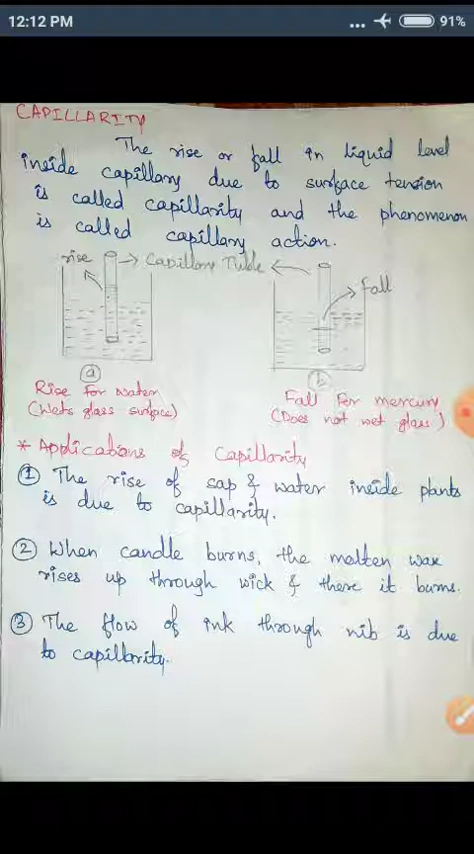 12:12 PM
... 91%
CAPILLARITY
The rise or fall in liquid level
inside capillary due to surface tension
is called capillarity and the phenomenon
is called capillary action.
rise → Capillary Tube ←
Fall
(a)
(b)
Rise for water
(Wets glass surface)
Fall for mercury
(Does not wet glass)
* Applications of Capillarity
① The rise of sap & water inside plants
is due to capillarity.
② When candle burns, the molten wax
rises up through wick & there it burns.
③ The flow of ink through nib is due
to capillarity.